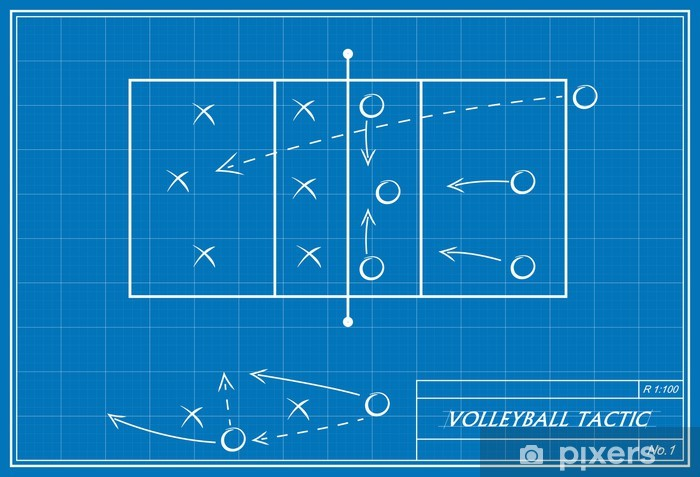 R 1:100
VOLLEYBALL TACTIC
No.1
pixers